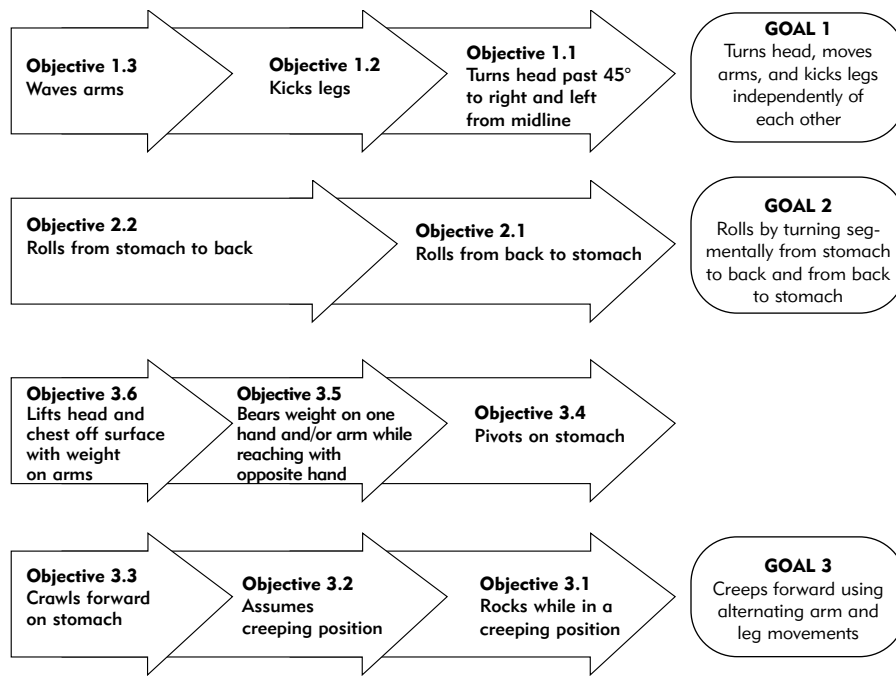 Objective 1.3
Waves arms
Objective 1.2
Kicks legs
Objective 1.1
Turns head past 45°
to right and left
from midline
GOAL 1
Turns head, moves
arms, and kicks legs
independently of
each other
Objective 2.2
Rolls from stomach to back
Objective 2.1
Rolls from back to stomach
GOAL 2
Rolls by turning seg-
mentally from stomach
to back and from back
to stomach
Objective 3.6
Lifts head and
chest off surface
with weight
on arms
Objective 3.5
Bears weight on one
hand and/or arm while
reaching with
opposite hand
Objective 3.4
Pivots on stomach
Objective 3.3
Crawls forward
on stomach
Objective 3.2
Assumes
creeping position
Objective 3.1
Rocks while in a
creeping position
GOAL 3
Creeps forward using
alternating arm and
leg movements